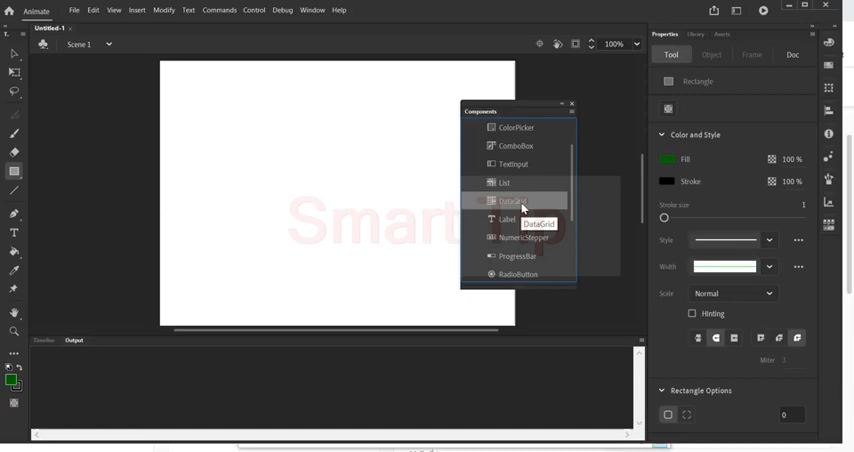 Animate File Edit View Insert Modify Text Commands Control Debug Window Help
Untitled-1 ×
Scene 1
100%
T..
Components
ColorPicker
ComboBox
TextInput
List
DataGrid
Label
DataGrid
NumericStepper
ProgressBar
RadioButton
Smart Tip
Timeline Output
Properties Library Assets
Tool Object Frame Doc
Rectangle
Color and Style
Fill 100 %
Stroke 100 %
Stroke size 1
Style
Width
Scale Normal
Hinting
Miter 3
Rectangle Options
0